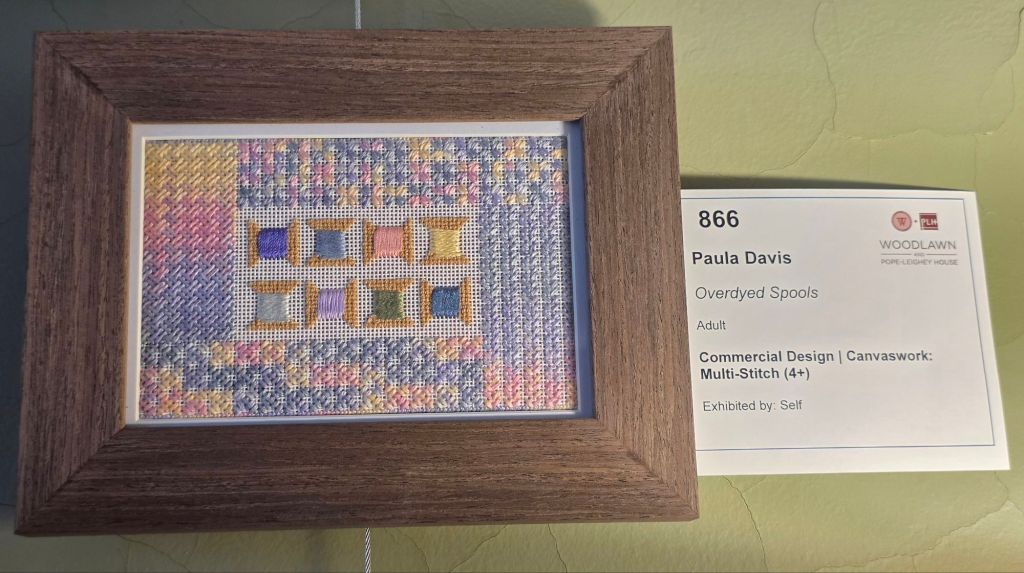 866
W + PLH
WOODLAWN
AND
POPE-LEIGHEY HOUSE
Paula Davis
Overdyed Spools
Adult
Commercial Design | Canvaswork:
Multi-Stitch (4+)
Exhibited by: Self